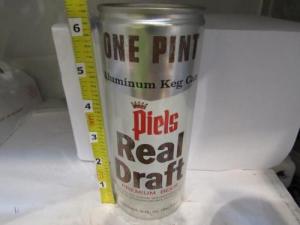 6
5
4
3
2
1
ONE PINT
Aluminum Keg Can
Piels
Real
Draft
PREMIUM BEER